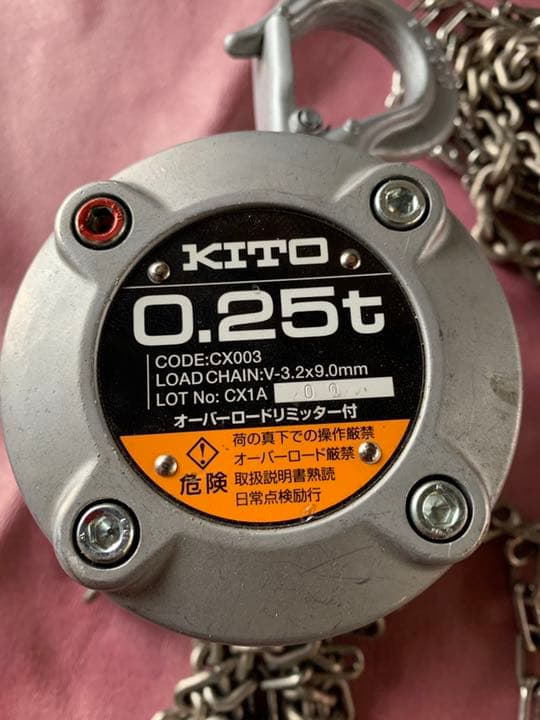 KITO
0.25t
CODE:CX003
LOAD CHAIN:V-3.2x9.0mm
LOT No: CX1A
オーバーロードリミッター付
荷の真下での操作厳禁
オーバーロード厳禁
危険 取扱説明書熟読
日常点検励行